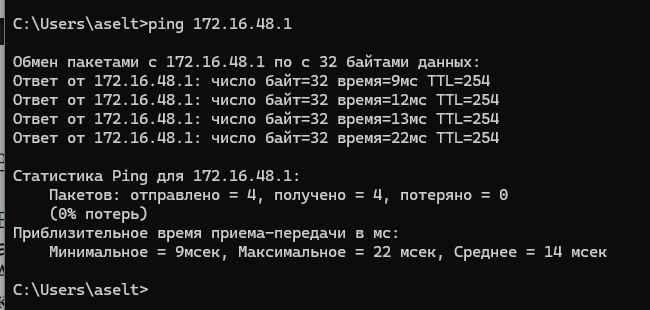 C:\Users\aselt>ping 172.16.48.1
Обмен пакетами с 172.16.48.1 по с 32 байтами данных:
Ответ от 172.16.48.1: число байт=32 время=9мс TTL=254
Ответ от 172.16.48.1: число байт=32 время=12мс TTL=254
Ответ от 172.16.48.1: число байт=32 время=13мс TTL=254
Ответ от 172.16.48.1: число байт=32 время=22мс TTL=254
Статистика Ping для 172.16.48.1:
Пакетов: отправлено = 4, получено = 4, потеряно = 0
(0% потерь)
Приблизительное время приема-передачи в мс:
Минимальное = 9мсек, Максимальное = 22 мсек, Среднее = 14 мсек
C:\Users\aselt>